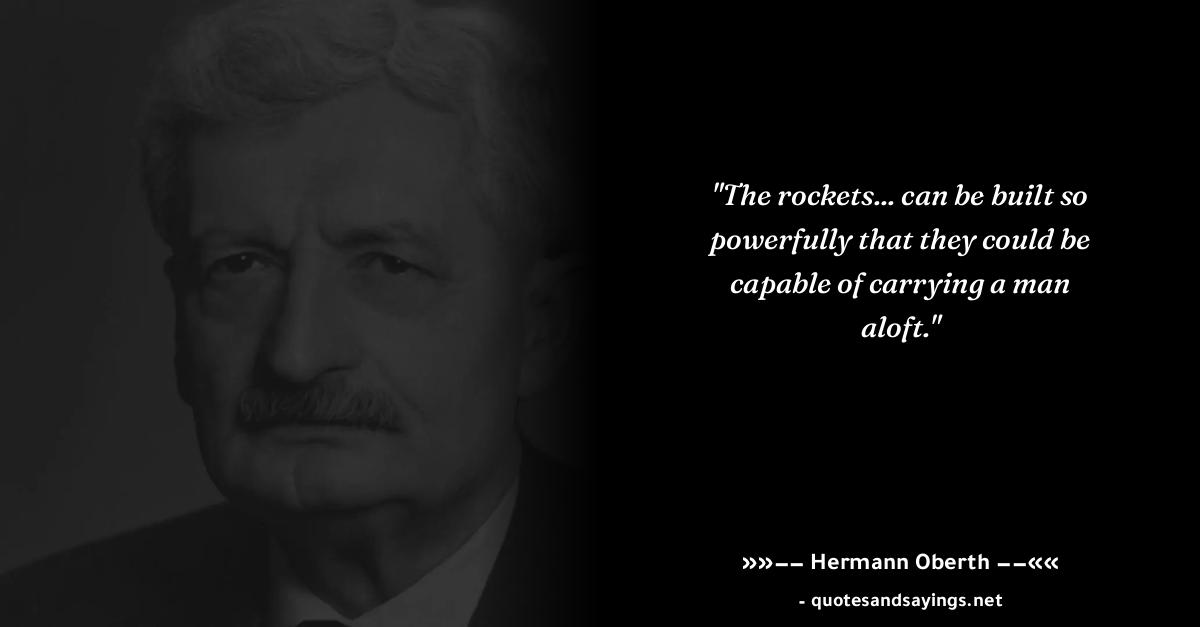 "The rockets... can be built so
powerfully that they could be
capable of carrying a man
aloft."
»»–– Hermann Oberth ––««
- quotesandsayings.net